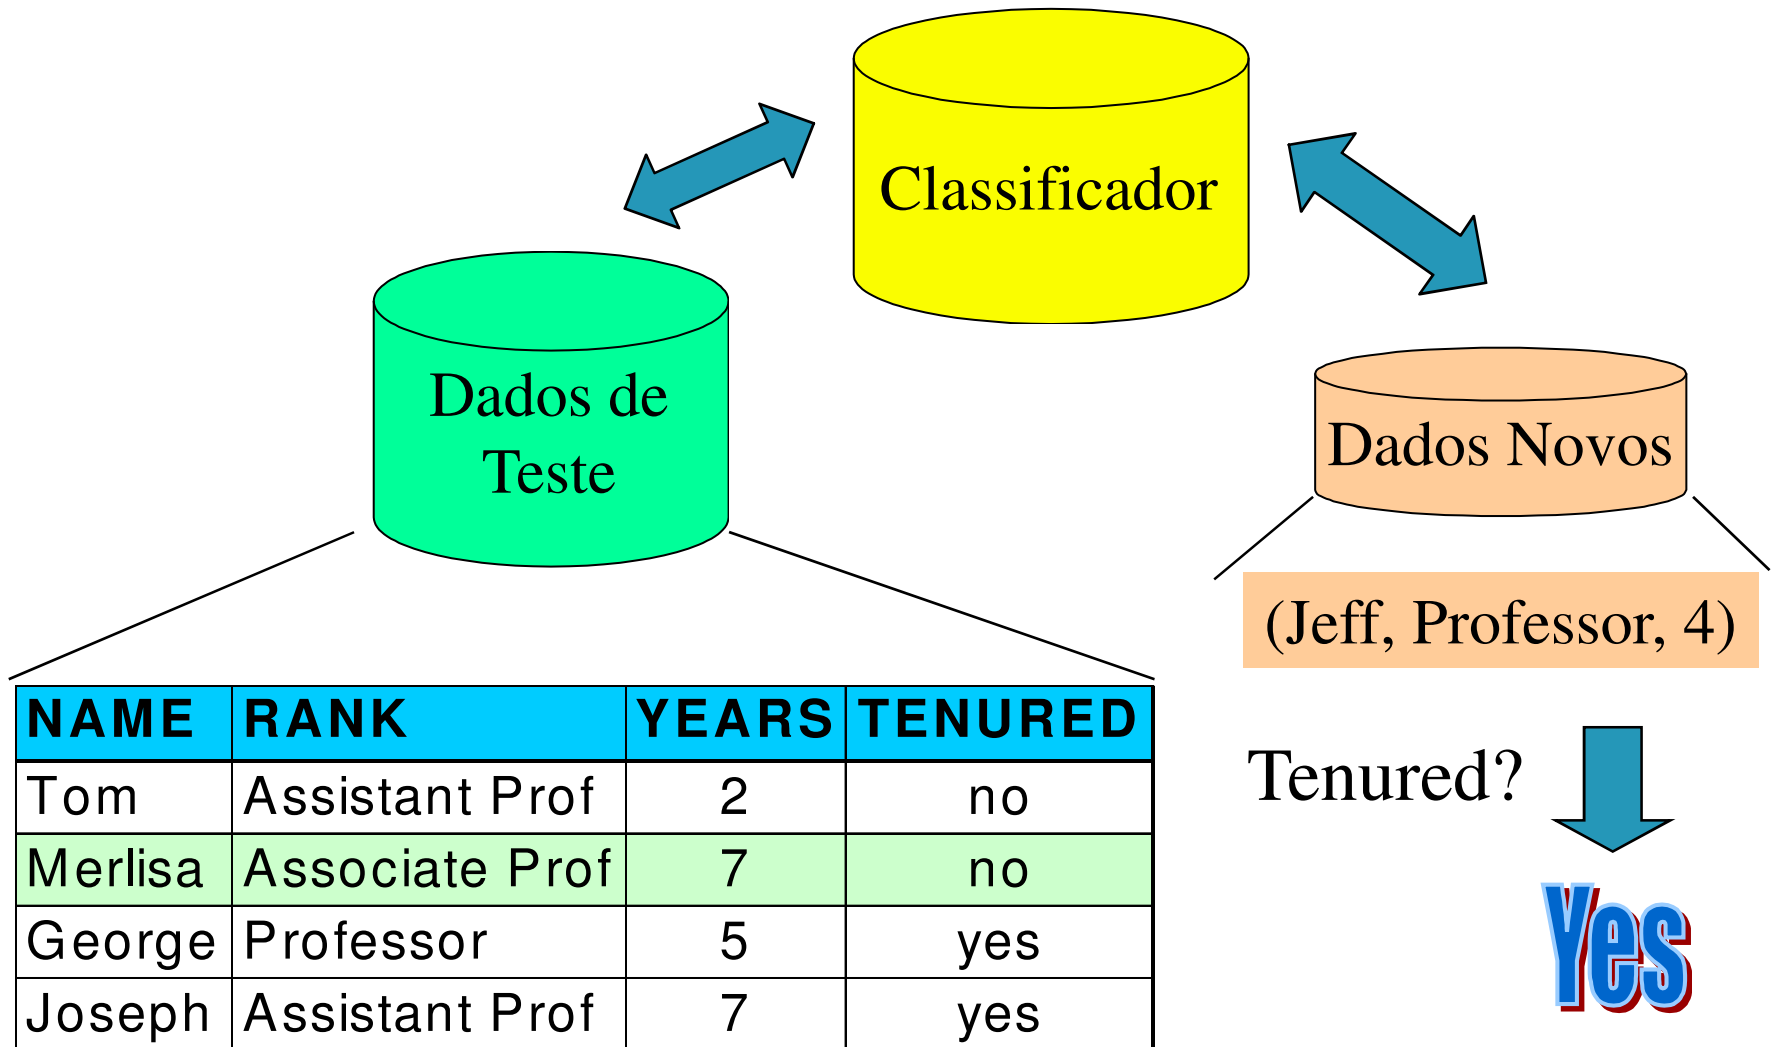 Classificador
Dados de
Teste
Dados Novos
(Jeff, Professor, 4)
NAME RANK YEARS TENURED
Tom Assistant Prof 2 no
Merlisa Associate Prof 7 no
George Professor 5 yes
Joseph Assistant Prof 7 yes
Tenured?
Yes